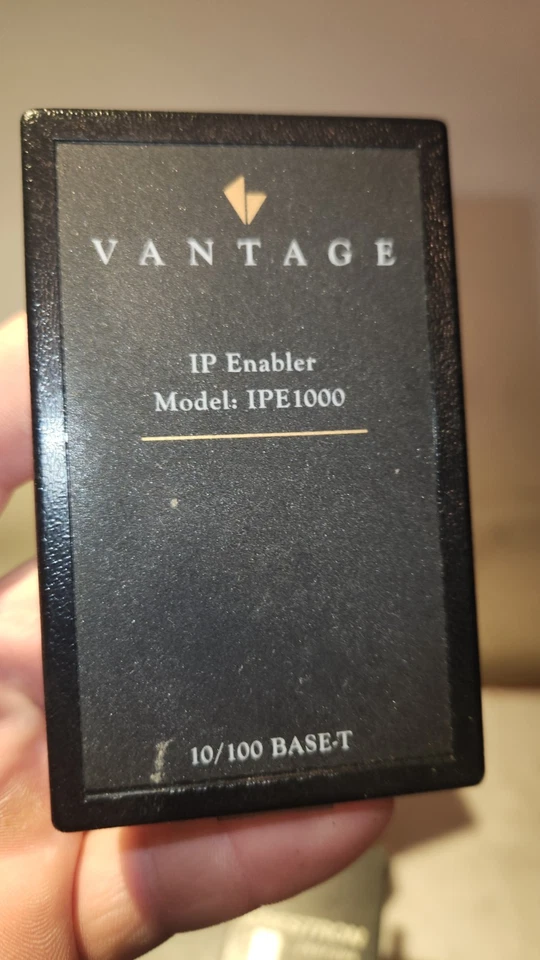 VANTAGE
IP Enabler
Model: IPE1000
10/100 BASE-T